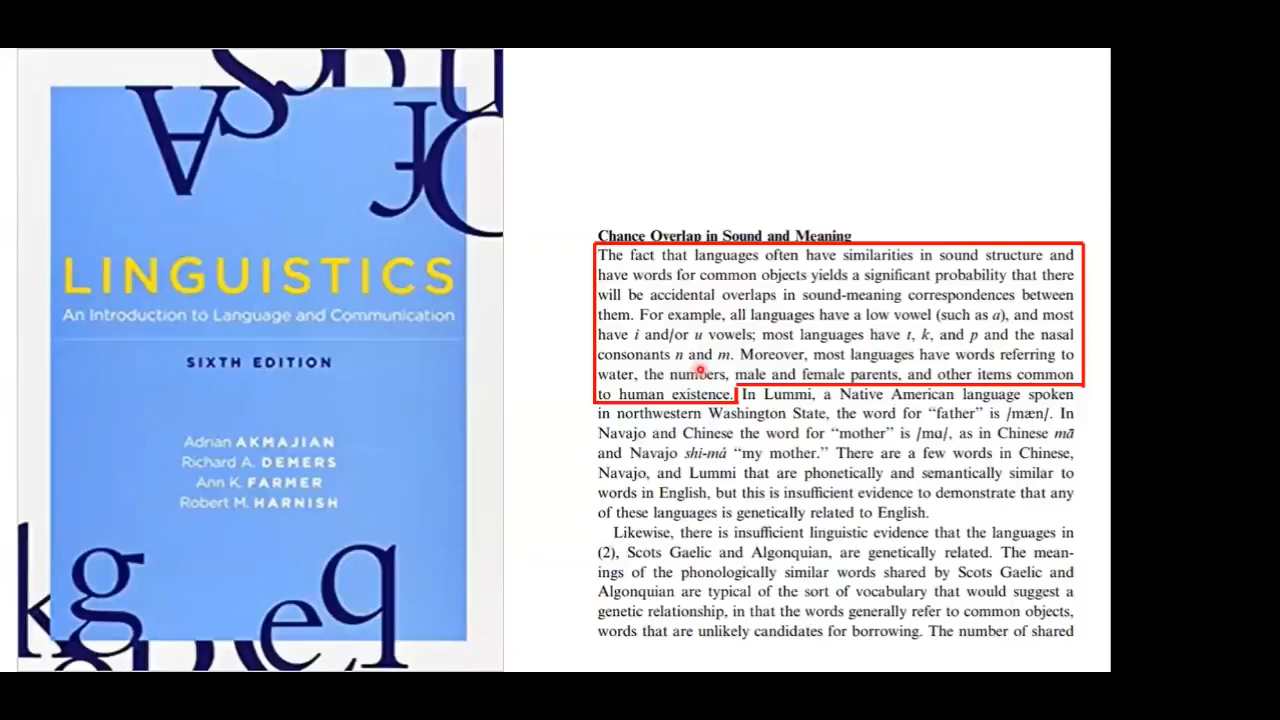 LINGUISTICS
An Introduction to Language and Communication
SIXTH EDITION
Adrian AKMAJIAN
Richard A. DEMERS
Ann K. FARMER
Robert M. HARNISH
Chance Overlap in Sound and Meaning
The fact that languages often have similarities in sound structure and
have words for common objects yields a significant probability that there
will be accidental overlaps in sound-meaning correspondences between
them. For example, all languages have a low vowel (such as a), and most
have i and/or u vowels; most languages have t, k, and p and the nasal
consonants n and m. Moreover, most languages have words referring to
water, the numbers, male and female parents, and other items common
to human existence. In Lummi, a Native American language spoken
in northwestern Washington State, the word for “father” is /mæn/. In
Navajo and Chinese the word for “mother” is /mɑ/, as in Chinese mā
and Navajo shi-má “my mother.” There are a few words in Chinese,
Navajo, and Lummi that are phonetically and semantically similar to
words in English, but this is insufficient evidence to demonstrate that any
of these languages is genetically related to English.
Likewise, there is insufficient linguistic evidence that the languages in
(2), Scots Gaelic and Algonquian, are genetically related. The mean-
ings of the phonologically similar words shared by Scots Gaelic and
Algonquian are typical of the sort of vocabulary that would suggest a
genetic relationship, in that the words generally refer to common objects,
words that are unlikely candidates for borrowing. The number of shared